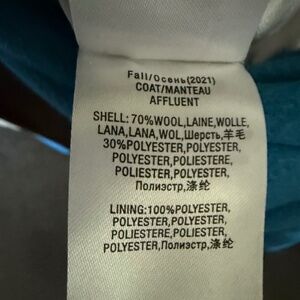 Fall/Осень(2021)
COAT/MANTEAU
AFFLUENT
SHELL: 70%WOOL,LAINE,WOLLE,
LANA,LANA,WOL,Шерсть,羊毛
30%POLYESTER,POLYESTER,
POLYESTER,POLIESTERE,
POLIESTER,POLYESTER,
Полиэстр,涤纶
LINING:100%POLYESTER,
POLYESTER,POLYESTER,
POLIESTERE,POLIESTER,
POLYESTER,Полиэстр,涤纶